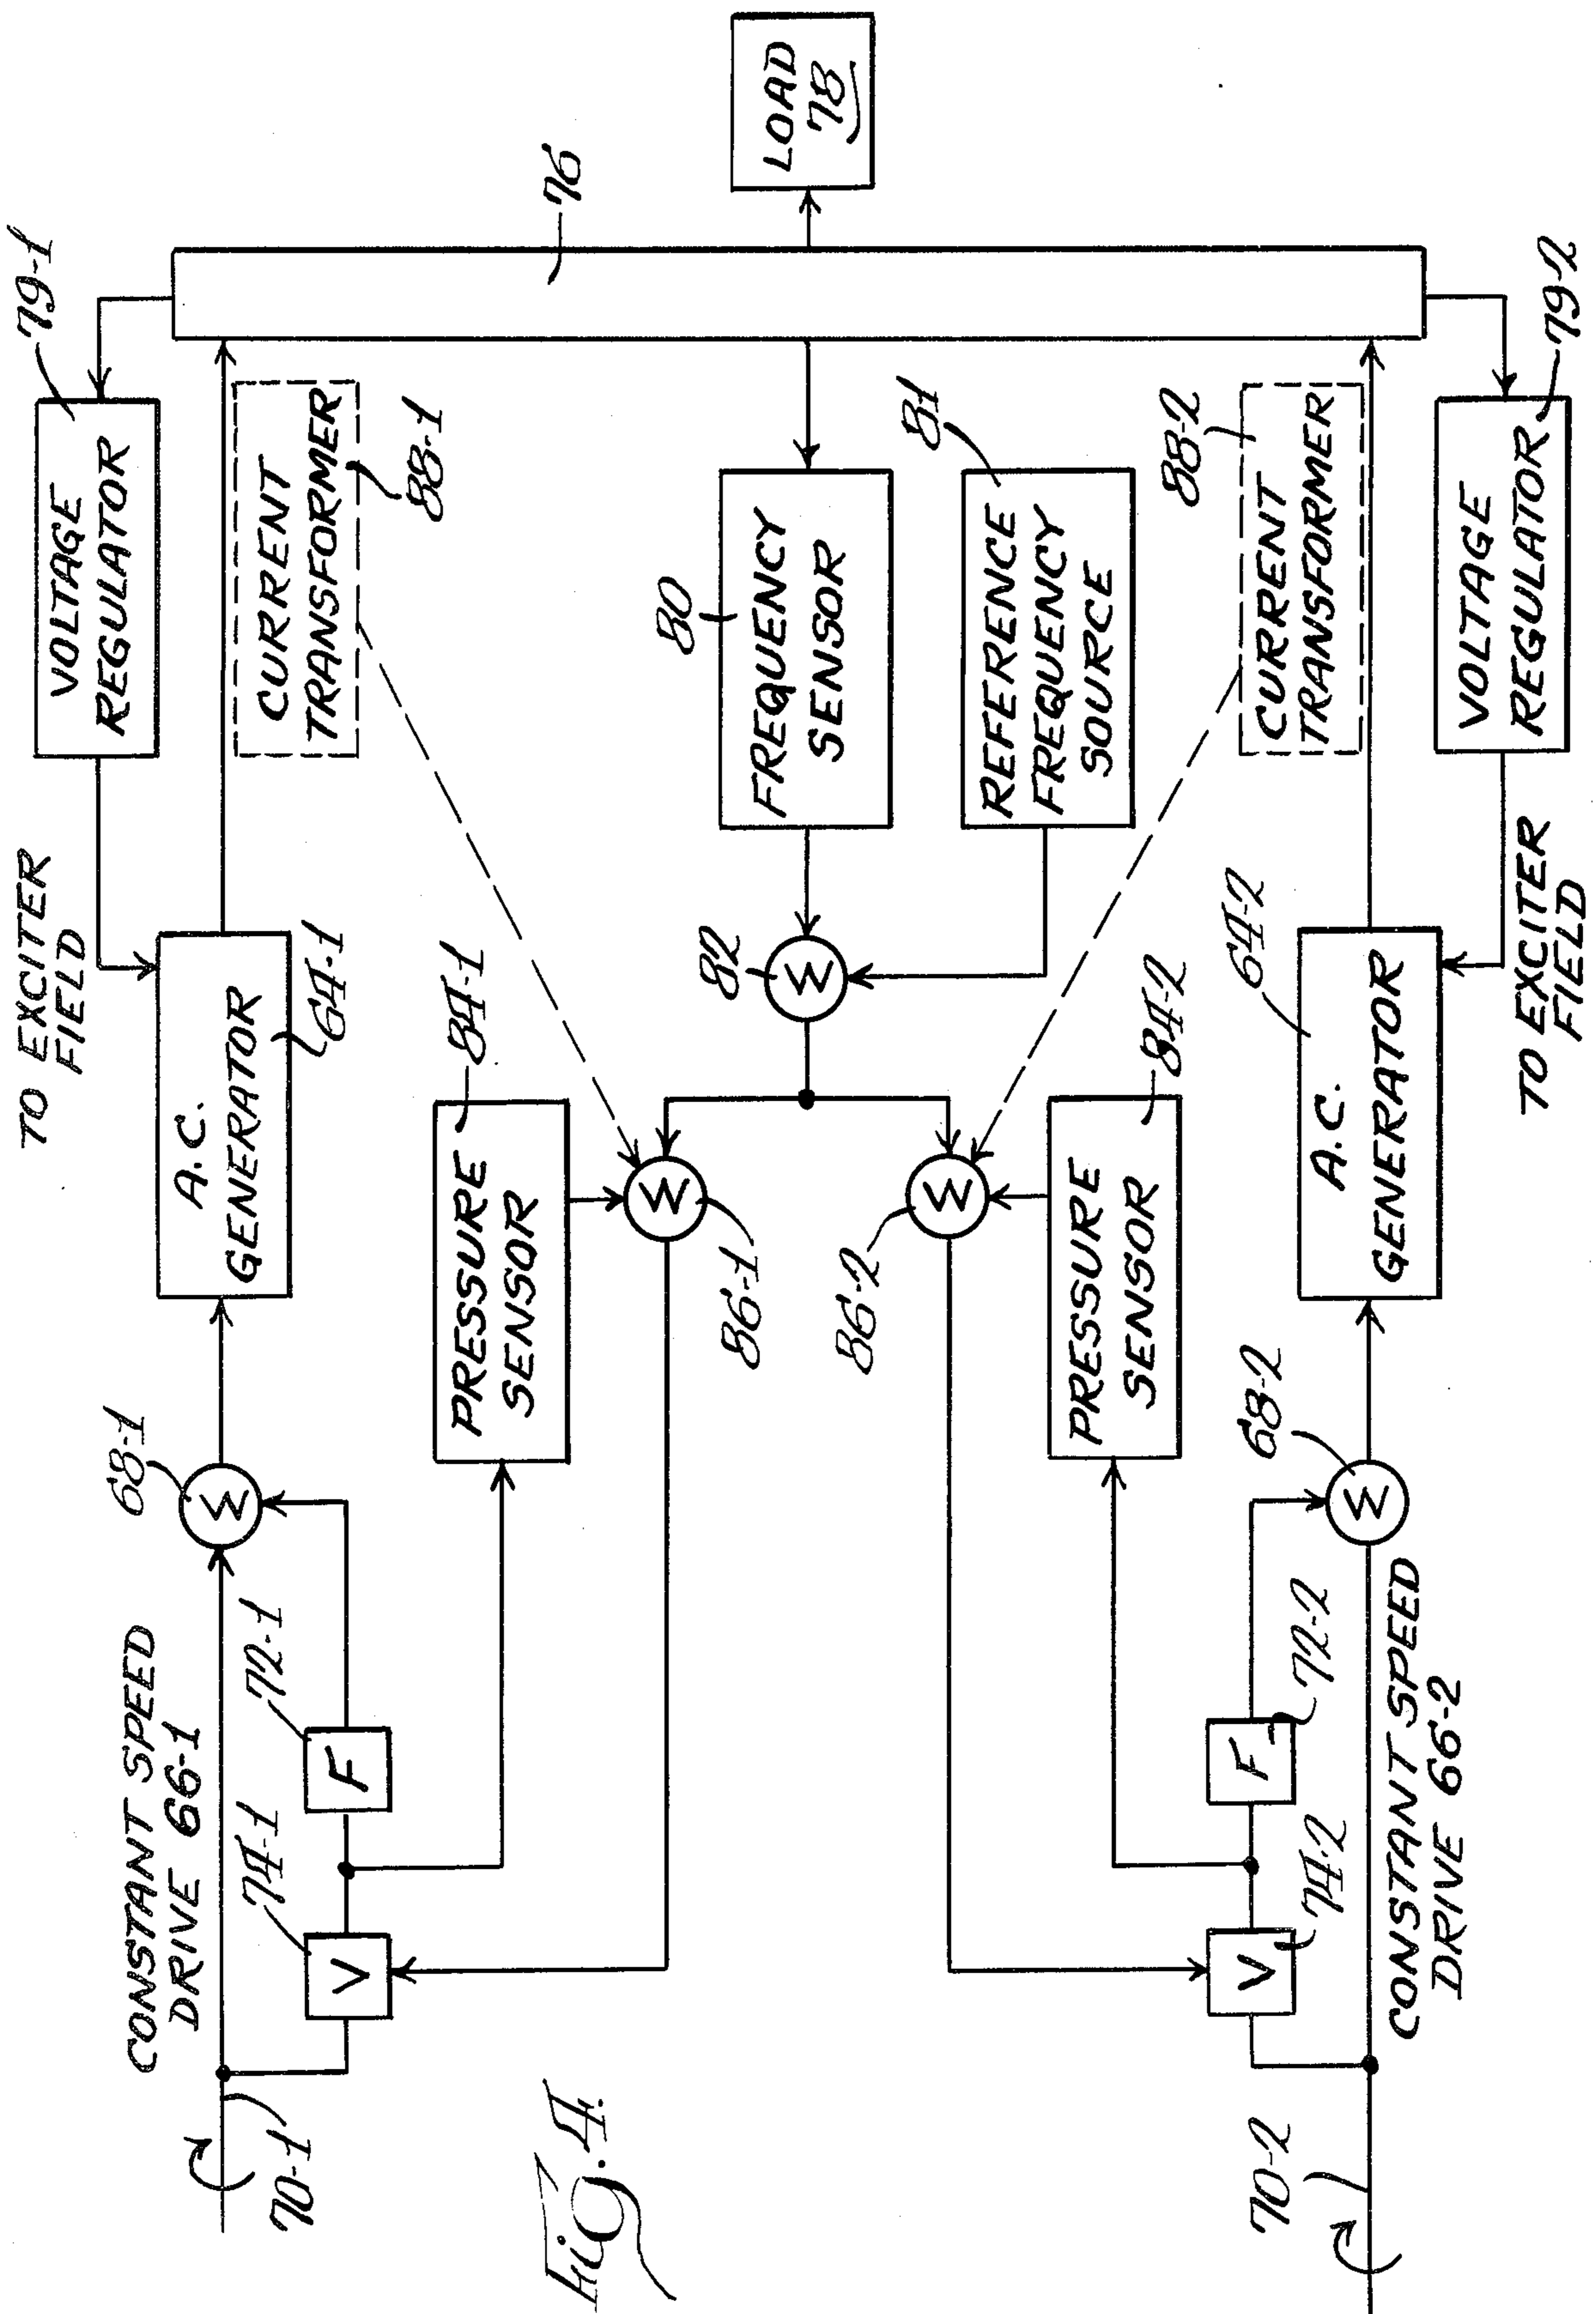 79-1
76
LOAD
78
79-2
VOLTAGE
REGULATOR
CURRENT
TRANSFORMER
88-1
80
FREQUENCY
SENSOR
81
REFERENCE
FREQUENCY
SOURCE
88-2
CURRENT
TRANSFORMER
VOLTAGE
REGULATOR
TO EXCITER
FIELD
A.C.
GENERATOR
64-1
84-1
PRESSURE
SENSOR
82
Σ
Σ
86-1
Σ
86-2
84-2
PRESSURE
SENSOR
64-2
A.C.
GENERATOR
TO EXCITER
FIELD
68-1
Σ
68-2
Σ
CONSTANT SPEED
DRIVE 66-1
72-1
F
74-1
V
F
72-2
V
74-2
CONSTANT SPEED
DRIVE 66-2
70-1
Fig. 4.
70-2